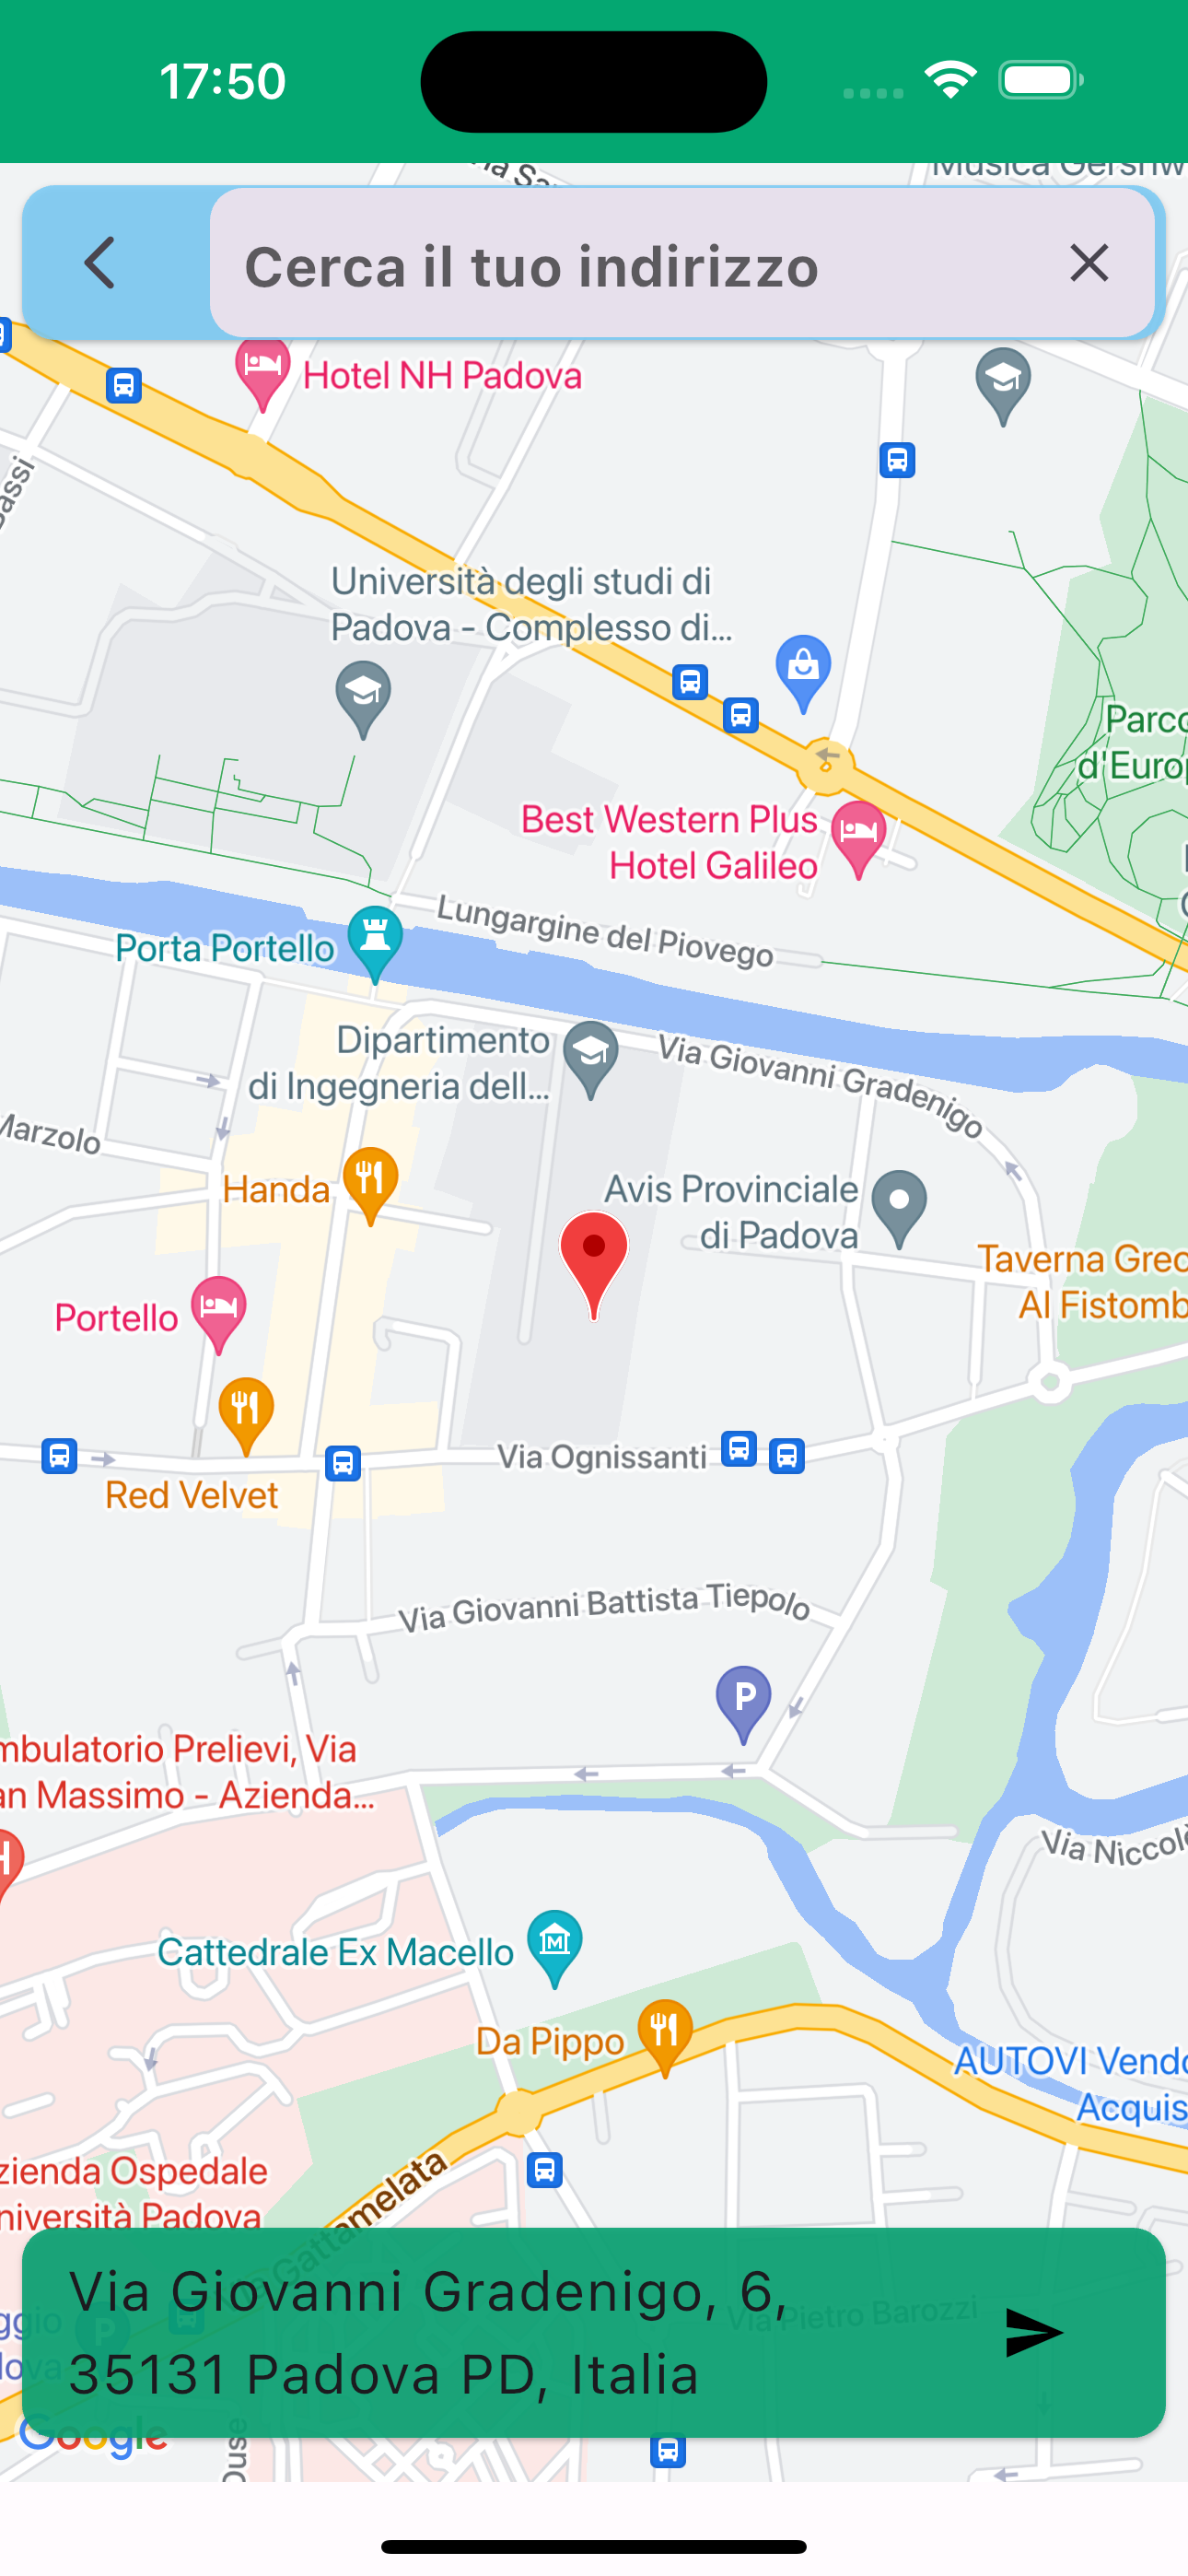 17:50
Cerca il tuo indirizzo
Hotel NH Padova
Università degli studi di
Padova - Complesso di...
Parco
d'Europ
Best Western Plus
Hotel Galileo
Lungargine del Piovego
Porta Portello
Dipartimento
di Ingegneria dell...
Via Giovanni Gradenigo
Marzolo
Handa
Avis Provinciale
di Padova
Taverna Grec
Al Fistomb
Portello
Via Ognissanti
Red Velvet
Via Giovanni Battista Tiepolo
P
mbulatorio Prelievi, Via
an Massimo - Azienda...
H
Via Niccolò
Cattedrale Ex Macello
M
Da Pippo
AUTOVI Vend
Acquis
zienda Ospedale
niversità Padova
Via Gattamelata
Via Giovanni Gradenigo, 6,
35131 Padova PD, Italia
Via Pietro Barozzi
P
ggio
Google
Duse